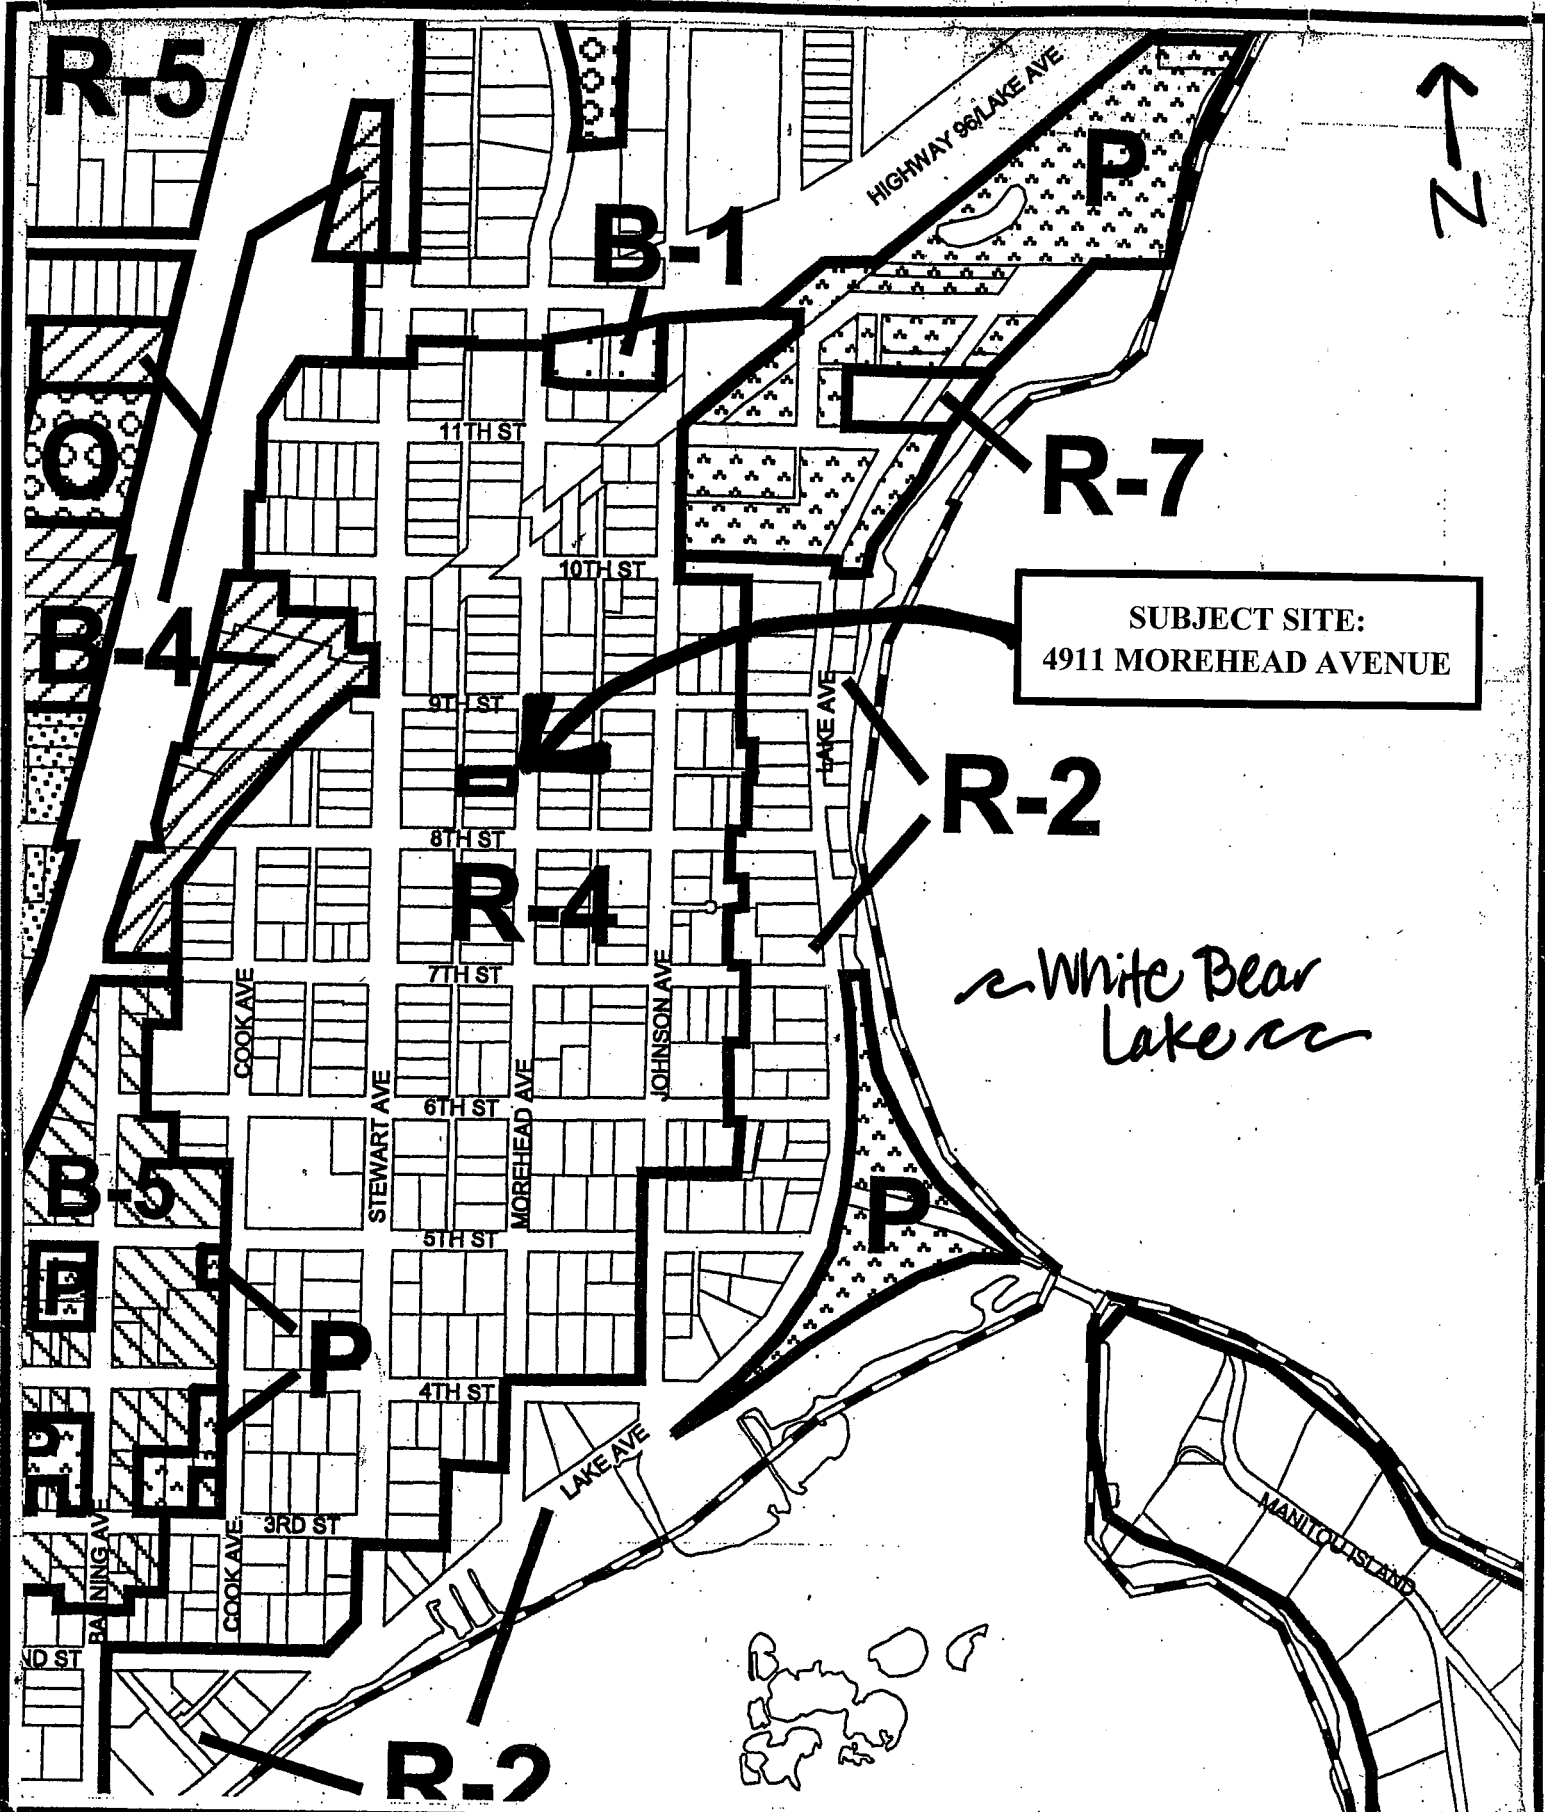 R-5
HIGHWAY 96/LAKE AVE
P
N
B-1
11TH ST
O
R-7
10TH ST
SUBJECT SITE:
4911 MOREHEAD AVENUE
B-4
9TH ST
LAKE AVE
R-2
8TH ST
R-4
7TH ST
White Bear
Lake
COOK AVE
JOHNSON AVE
STEWART AVE
MOREHEAD AVE
6TH ST
B-5
P
5TH ST
P
P
4TH ST
P
LAKE AVE
MANITOU ISLAND
3RD ST
BANNING AVE
COOK AVE
ND ST
R-2